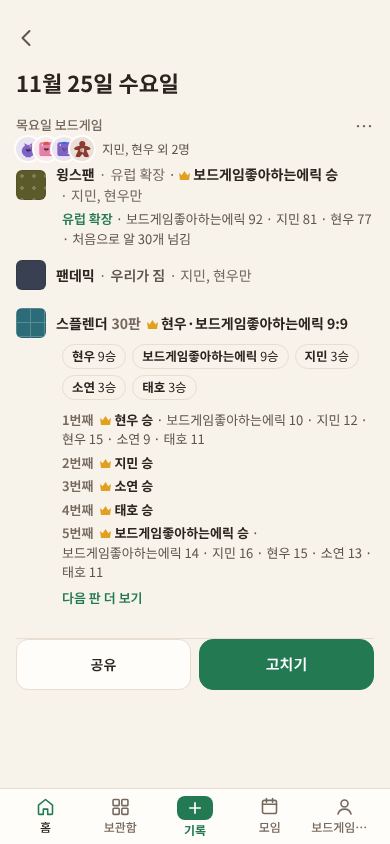 11월 25일 수요일
목요일 보드게임
지민, 현우 외 2명
윙스팬 · 유럽 확장 · 보드게임좋아하는에릭 승
· 지민, 현우만
유럽 확장 · 보드게임좋아하는에릭 92 · 지민 81 · 현우 77
· 처음으로 알 30개 넘김
팬데믹 · 우리가 짐 · 지민, 현우만
스플렌더 30판 현우·보드게임좋아하는에릭 9:9
현우 9승 보드게임좋아하는에릭 9승 지민 3승
소연 3승 태호 3승
1번째 현우 승 · 보드게임좋아하는에릭 10 · 지민 12 ·
현우 15 · 소연 9 · 태호 11
2번째 지민 승
3번째 소연 승
4번째 태호 승
5번째 보드게임좋아하는에릭 승 ·
보드게임좋아하는에릭 14 · 지민 16 · 현우 15 · 소연 13 ·
태호 11
다음 판 더 보기
공유 고치기
홈 보관함 기록 모임 보드게임…